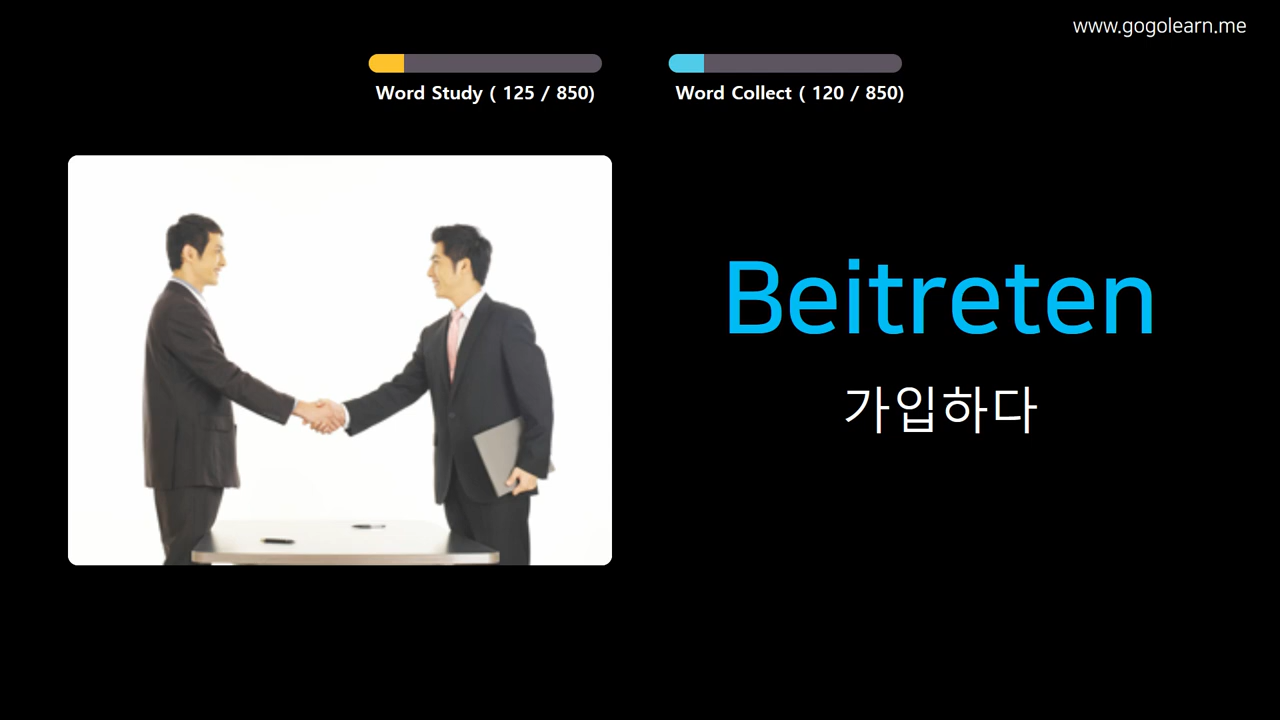 www.gogolearn.me
Word Study ( 125 / 850)
Word Collect ( 120 / 850)
Beitreten
가입하다